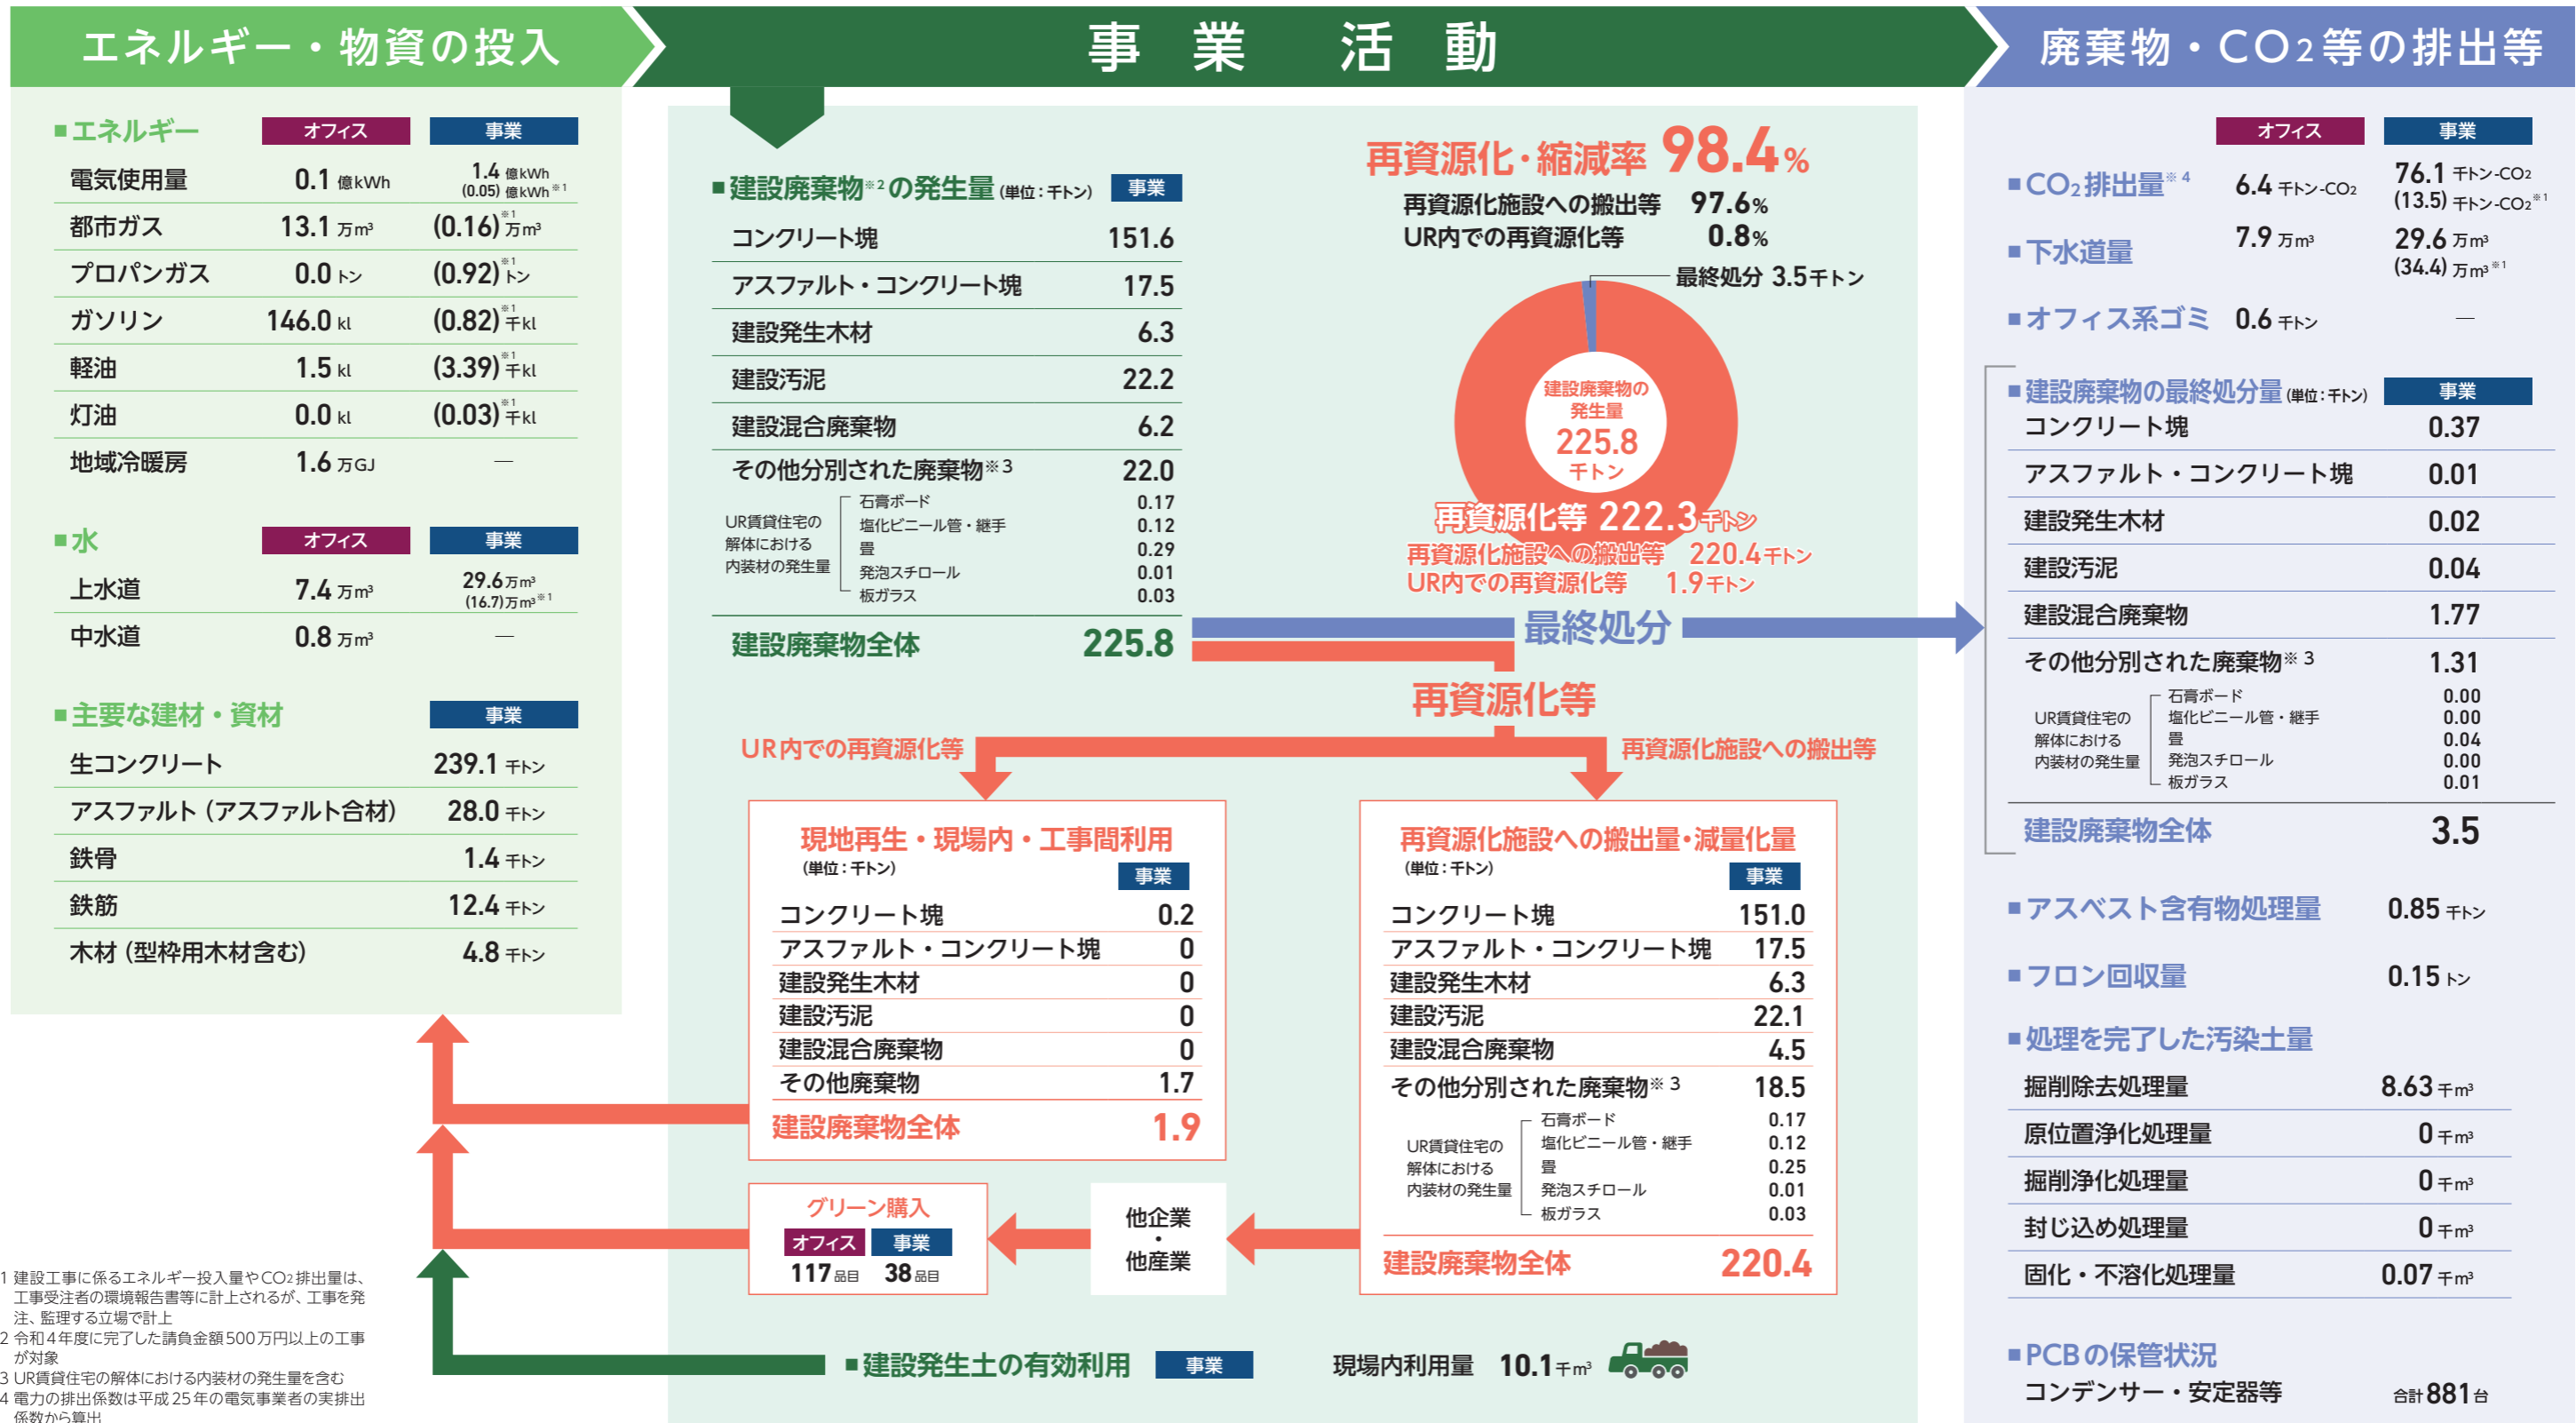 エネルギー・物資の投入
事業活動
廃棄物・CO2等の排出等
■エネルギー オフィス 事業
電気使用量 0.1 億kWh 1.4 億kWh
(0.05) 億kWh※1
都市ガス 13.1 万m³ (0.16)※1万m³
プロパンガス 0.0 トン (0.92)※1トン
ガソリン 146.0 kl (0.82)※1千kl
軽油 1.5 kl (3.39)※1千kl
灯油 0.0 kl (0.03)※1千kl
地域冷暖房 1.6 万GJ ―
■水 オフィス 事業
上水道 7.4 万m³ 29.6万m³
(16.7)万m³※1
中水道 0.8 万m³ ―
■主要な建材・資材 事業
生コンクリート 239.1 千トン
アスファルト（アスファルト合材） 28.0 千トン
鉄骨 1.4 千トン
鉄筋 12.4 千トン
木材（型枠用木材含む） 4.8 千トン
1 建設工事に係るエネルギー投入量やCO2排出量は、
工事受注者の環境報告書等に計上されるが、工事を発
注、監理する立場で計上
2 令和4年度に完了した請負金額500万円以上の工事
が対象
3 UR賃貸住宅の解体における内装材の発生量を含む
4 電力の排出係数は平成25年の電気事業者の実排出
係数から算出
■建設廃棄物※2の発生量（単位：千トン） 事業
コンクリート塊 151.6
アスファルト・コンクリート塊 17.5
建設発生木材 6.3
建設汚泥 22.2
建設混合廃棄物 6.2
その他分別された廃棄物※3 22.0
UR賃貸住宅の
解体における
内装材の発生量
石膏ボード 0.17
塩化ビニール管・継手 0.12
畳 0.29
発泡スチロール 0.01
板ガラス 0.03
建設廃棄物全体 225.8
再資源化・縮減率 98.4%
再資源化施設への搬出等 97.6%
UR内での再資源化等 0.8%
最終処分 3.5千トン
建設廃棄物の
発生量
225.8
千トン
再資源化等 222.3千トン
再資源化施設への搬出等 220.4千トン
UR内での再資源化等 1.9千トン
最終処分
再資源化等
UR内での再資源化等
再資源化施設への搬出等
現地再生・現場内・工事間利用
（単位：千トン） 事業
コンクリート塊 0.2
アスファルト・コンクリート塊 0
建設発生木材 0
建設汚泥 0
建設混合廃棄物 0
その他廃棄物 1.7
建設廃棄物全体 1.9
再資源化施設への搬出量・減量化量
（単位：千トン） 事業
コンクリート塊 151.0
アスファルト・コンクリート塊 17.5
建設発生木材 6.3
建設汚泥 22.1
建設混合廃棄物 4.5
その他分別された廃棄物※3 18.5
UR賃貸住宅の
解体における
内装材の発生量
石膏ボード 0.17
塩化ビニール管・継手 0.12
畳 0.25
発泡スチロール 0.01
板ガラス 0.03
建設廃棄物全体 220.4
グリーン購入
オフィス 事業
117品目 38品目
他企業
・
他産業
■建設発生土の有効利用 事業 現場内利用量 10.1千m³
オフィス 事業
■CO2排出量※4 6.4 千トン-CO2 76.1 千トン-CO2
(13.5) 千トン-CO2※1
■下水道量 7.9 万m³ 29.6 万m³
(34.4) 万m³※1
■オフィス系ゴミ 0.6 千トン ―
■建設廃棄物の最終処分量（単位：千トン） 事業
コンクリート塊 0.37
アスファルト・コンクリート塊 0.01
建設発生木材 0.02
建設汚泥 0.04
建設混合廃棄物 1.77
その他分別された廃棄物※3 1.31
UR賃貸住宅の
解体における
内装材の発生量
石膏ボード 0.00
塩化ビニール管・継手 0.00
畳 0.04
発泡スチロール 0.00
板ガラス 0.01
建設廃棄物全体 3.5
■アスベスト含有物処理量 0.85 千トン
■フロン回収量 0.15 トン
■処理を完了した汚染土量
掘削除去処理量 8.63 千m³
原位置浄化処理量 0 千m³
掘削浄化処理量 0 千m³
封じ込め処理量 0 千m³
固化・不溶化処理量 0.07 千m³
■PCBの保管状況
コンデンサー・安定器等 合計881台